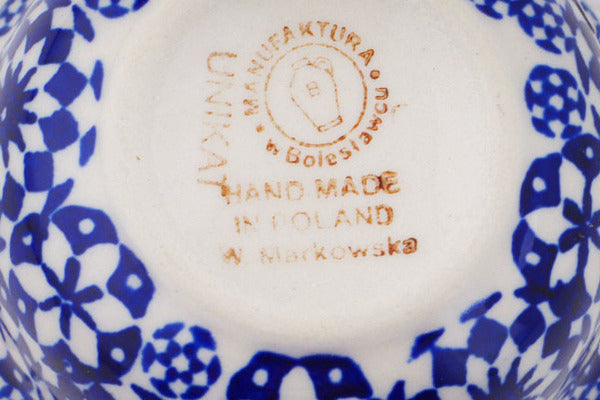 UNIKAT
MANUFAKTURA
w Bolesławcu
B
HAND MADE
IN POLAND
W. Markowska